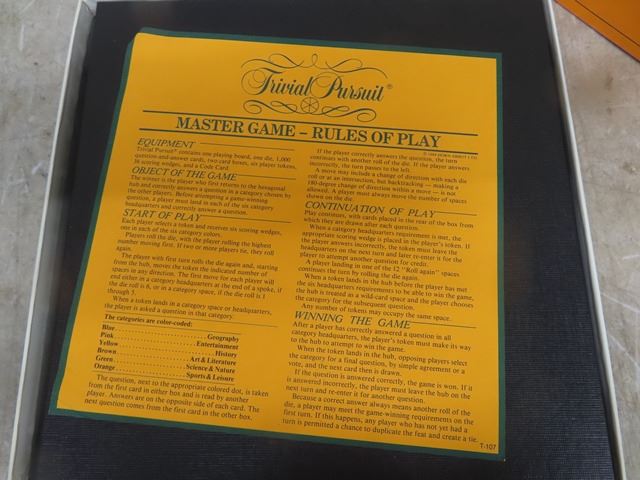 Trivial Pursuit®
MASTER GAME – RULES OF PLAY
EQUIPMENT
Trivial Pursuit® contains one playing board, one die, 1,000
question-and-answer cards, two card boxes, six player tokens,
36 scoring wedges, and a Code Card.
OBJECT OF THE GAME
The winner is the player who first returns to the hexagonal
hub and correctly answers a question in a category chosen by
the other players. Before attempting a game-winning
question, a player must land in each of the six category
headquarters and correctly answer a question.
START OF PLAY
Each player selects a token and receives six scoring wedges,
one in each of the six category colors.
Players roll the die, with the player rolling the highest
number moving first. If two or more players tie, they roll
again.
The player with first turn rolls the die again and, starting
from the hub, moves the token the indicated number of
spaces in any direction. The first move for each player will
end either in a category headquarters at the end of a spoke, if
the die roll is 6, or in a category space, if the die roll is 1
through 5.
When a token lands in a category space or headquarters,
the player is asked a question in that category.
The categories are color-coded:
Blue ........ Geography
Pink ........ Entertainment
Yellow ........ History
Brown ........ Art & Literature
Green ........ Science & Nature
Orange ........ Sports & Leisure
The question, next to the appropriate colored dot, is taken
from the first card in either box and is read by another
player. Answers are on the opposite side of each card. The
next question comes from the first card in the other box.
If the player correctly answers the question, the turn
continues with another roll of the die. If the player answers
incorrectly, the turn passes to the left.
A move may include a change of direction with each die
roll or at an intersection, but backtracking — making a
180-degree change of direction within a move — is not
allowed. A player must always move the number of spaces
shown on the die.
CONTINUATION OF PLAY
Play continues, with cards placed in the rear of the box from
which they are drawn after each question.
When a category headquarters requirement is met, the
appropriate scoring wedge is placed in the player's token. If
the player answers incorrectly, the token must leave the
headquarters on the next turn and later re-enter it for the
player to attempt another question for credit.
A player landing in one of the 12 "Roll again" spaces
continues the turn by rolling the die again.
When a token lands in the hub before the player has met
the six headquarters requirements to be able to win the game,
the hub is treated as a wild-card space and the player chooses
the category for the subsequent question.
Any number of tokens may occupy the same space.
WINNING THE GAME
After a player has correctly answered a question in all
category headquarters, the player's token must make its way
to the hub to attempt to win the game.
When the token lands in the hub, opposing players select
the category for a final question, by simple agreement or a
vote, and the next card then is drawn.
If the question is answered correctly, the game is won. If it
is answered incorrectly, the player must leave the hub on the
next turn and re-enter it for another question.
Because a correct answer always means another roll of the
die, a player may meet the game-winning requirements on the
first turn. If this happens, any player who has not yet had a
turn is permitted a chance to duplicate the feat and create a tie.
T-107